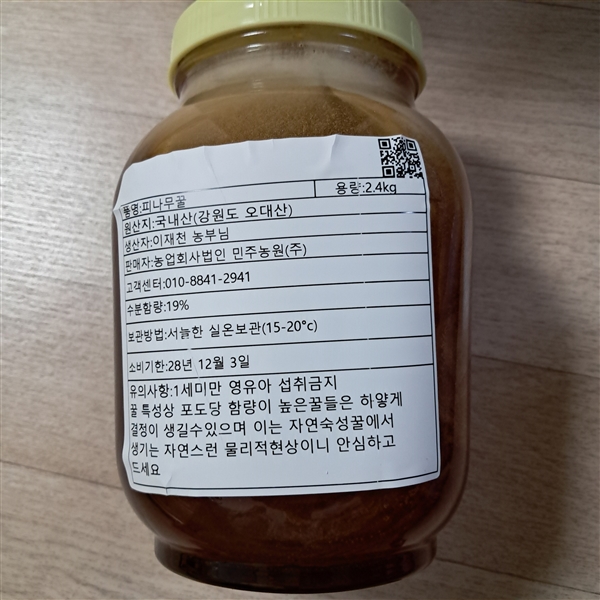 품명:피나무꿀
용량:2.4kg
원산지:국내산(강원도 오대산)
생산자:이재천 농부님
판매자:농업회사법인 민주농원(주)
고객센터:010-8841-2941
수분함량:19%
보관방법:서늘한 실온보관(15-20°c)
소비기한:28년 12월 3일
유의사항:1세미만 영유아 섭취금지
꿀 특성상 포도당 함량이 높은꿀들은 하얗게
결정이 생길수있으며 이는 자연숙성꿀에서
생기는 자연스런 물리적현상이니 안심하고
드세요